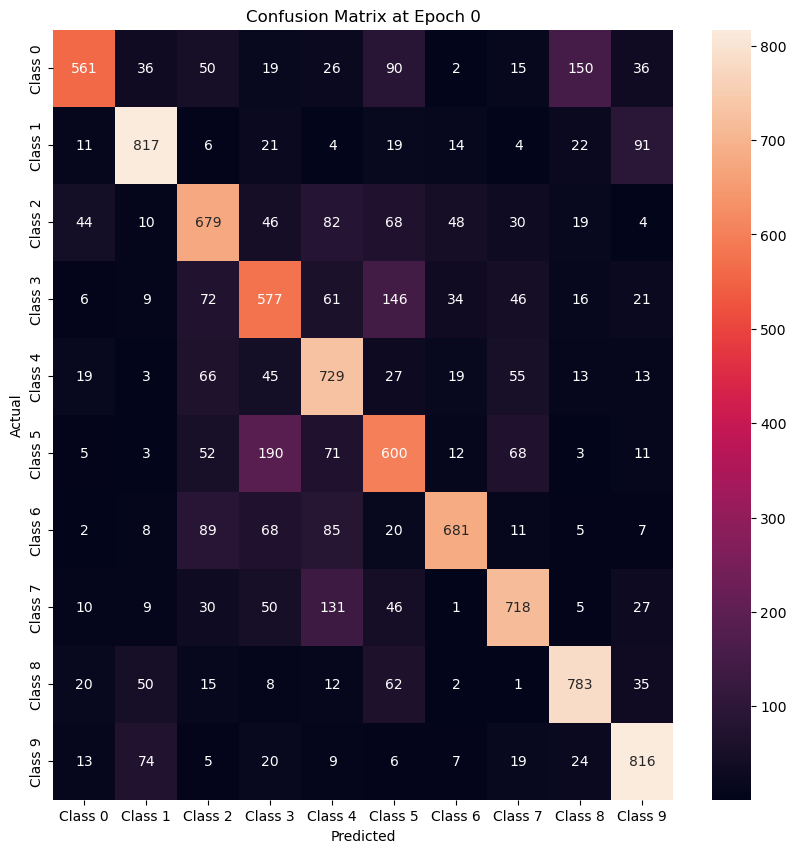 Confusion Matrix at Epoch 0
Class 0 561 36 50 19 26 90 2 15 150 36
Class 1 11 817 6 21 4 19 14 4 22 91
Class 2 44 10 679 46 82 68 48 30 19 4
Class 3 6 9 72 577 61 146 34 46 16 21
Class 4 19 3 66 45 729 27 19 55 13 13
Class 5 5 3 52 190 71 600 12 68 3 11
Class 6 2 8 89 68 85 20 681 11 5 7
Class 7 10 9 30 50 131 46 1 718 5 27
Class 8 20 50 15 8 12 62 2 1 783 35
Class 9 13 74 5 20 9 6 7 19 24 816
Class 0 Class 1 Class 2 Class 3 Class 4 Class 5 Class 6 Class 7 Class 8 Class 9
Predicted
Actual
800
700
600
500
400
300
200
100